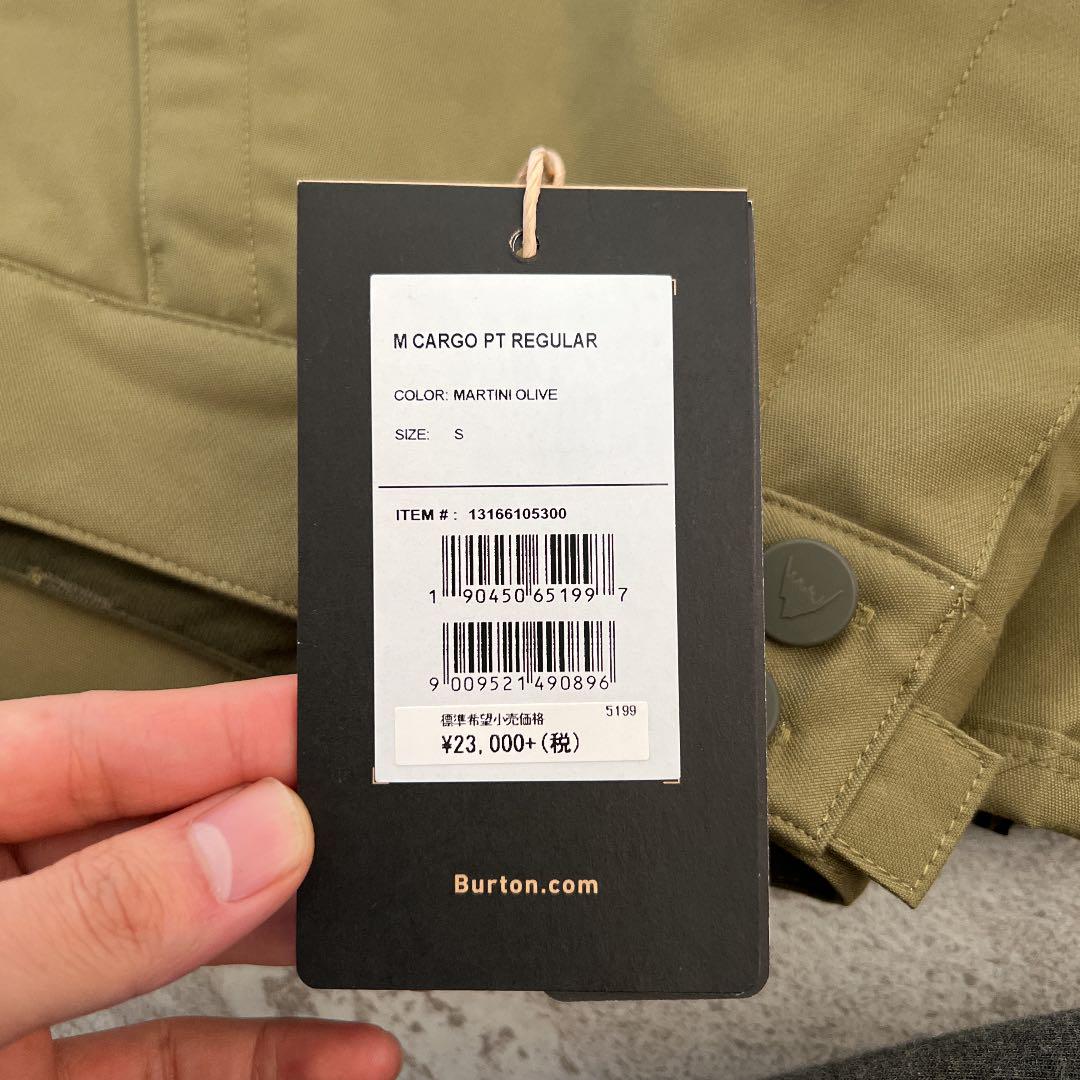 M CARGO PT REGULAR
COLOR: MARTINI OLIVE
SIZE: S
ITEM # : 13166105300
1 90450 65199 7
9 009521 490896
5199
標準希望小売価格
¥23,000+(税)
Burton.com